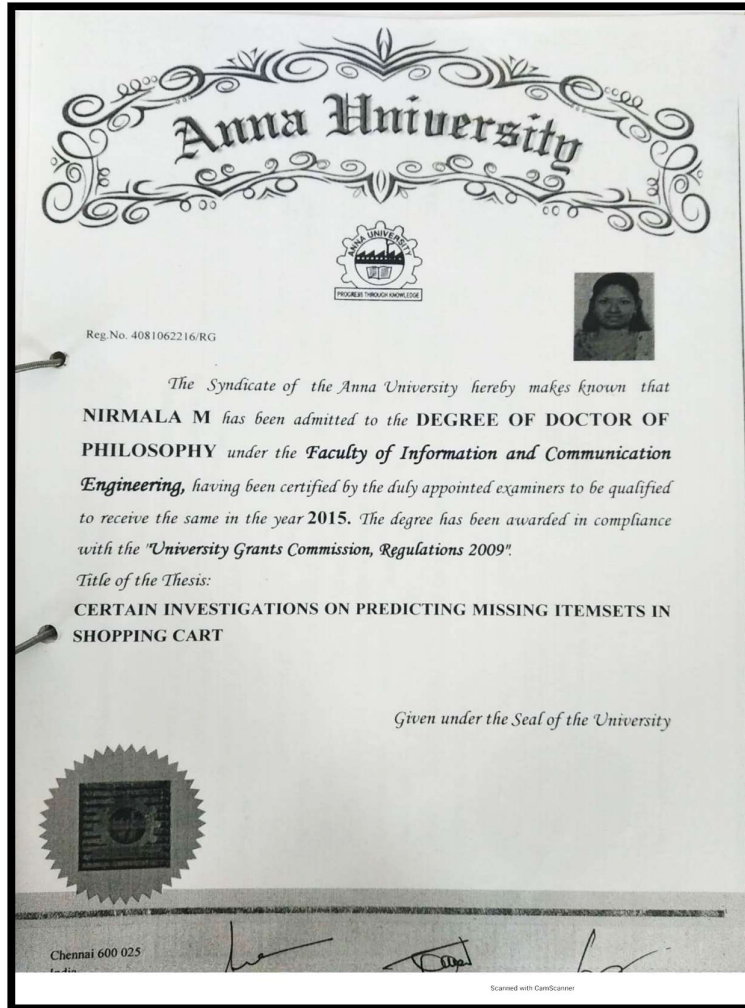 Anna University
ANNA UNIVERSITY
PROGRESS THROUGH KNOWLEDGE
Reg.No. 4081062216/RG
The Syndicate of the Anna University hereby makes known that
NIRMALA M has been admitted to the DEGREE OF DOCTOR OF
PHILOSOPHY under the Faculty of Information and Communication
Engineering, having been certified by the duly appointed examiners to be qualified
to receive the same in the year 2015. The degree has been awarded in compliance
with the "University Grants Commission, Regulations 2009".
Title of the Thesis:
CERTAIN INVESTIGATIONS ON PREDICTING MISSING ITEMSETS IN
SHOPPING CART
Given under the Seal of the University
Chennai 600 025
India
Scanned with CamScanner